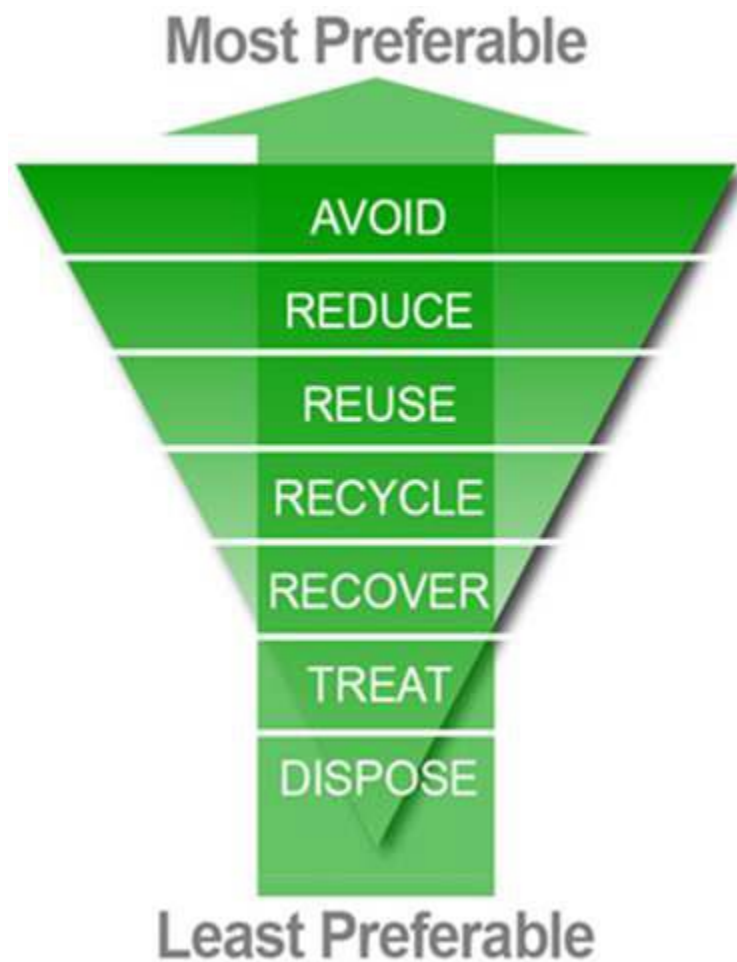 Most Preferable
AVOID
REDUCE
REUSE
RECYCLE
RECOVER
TREAT
DISPOSE
Least Preferable